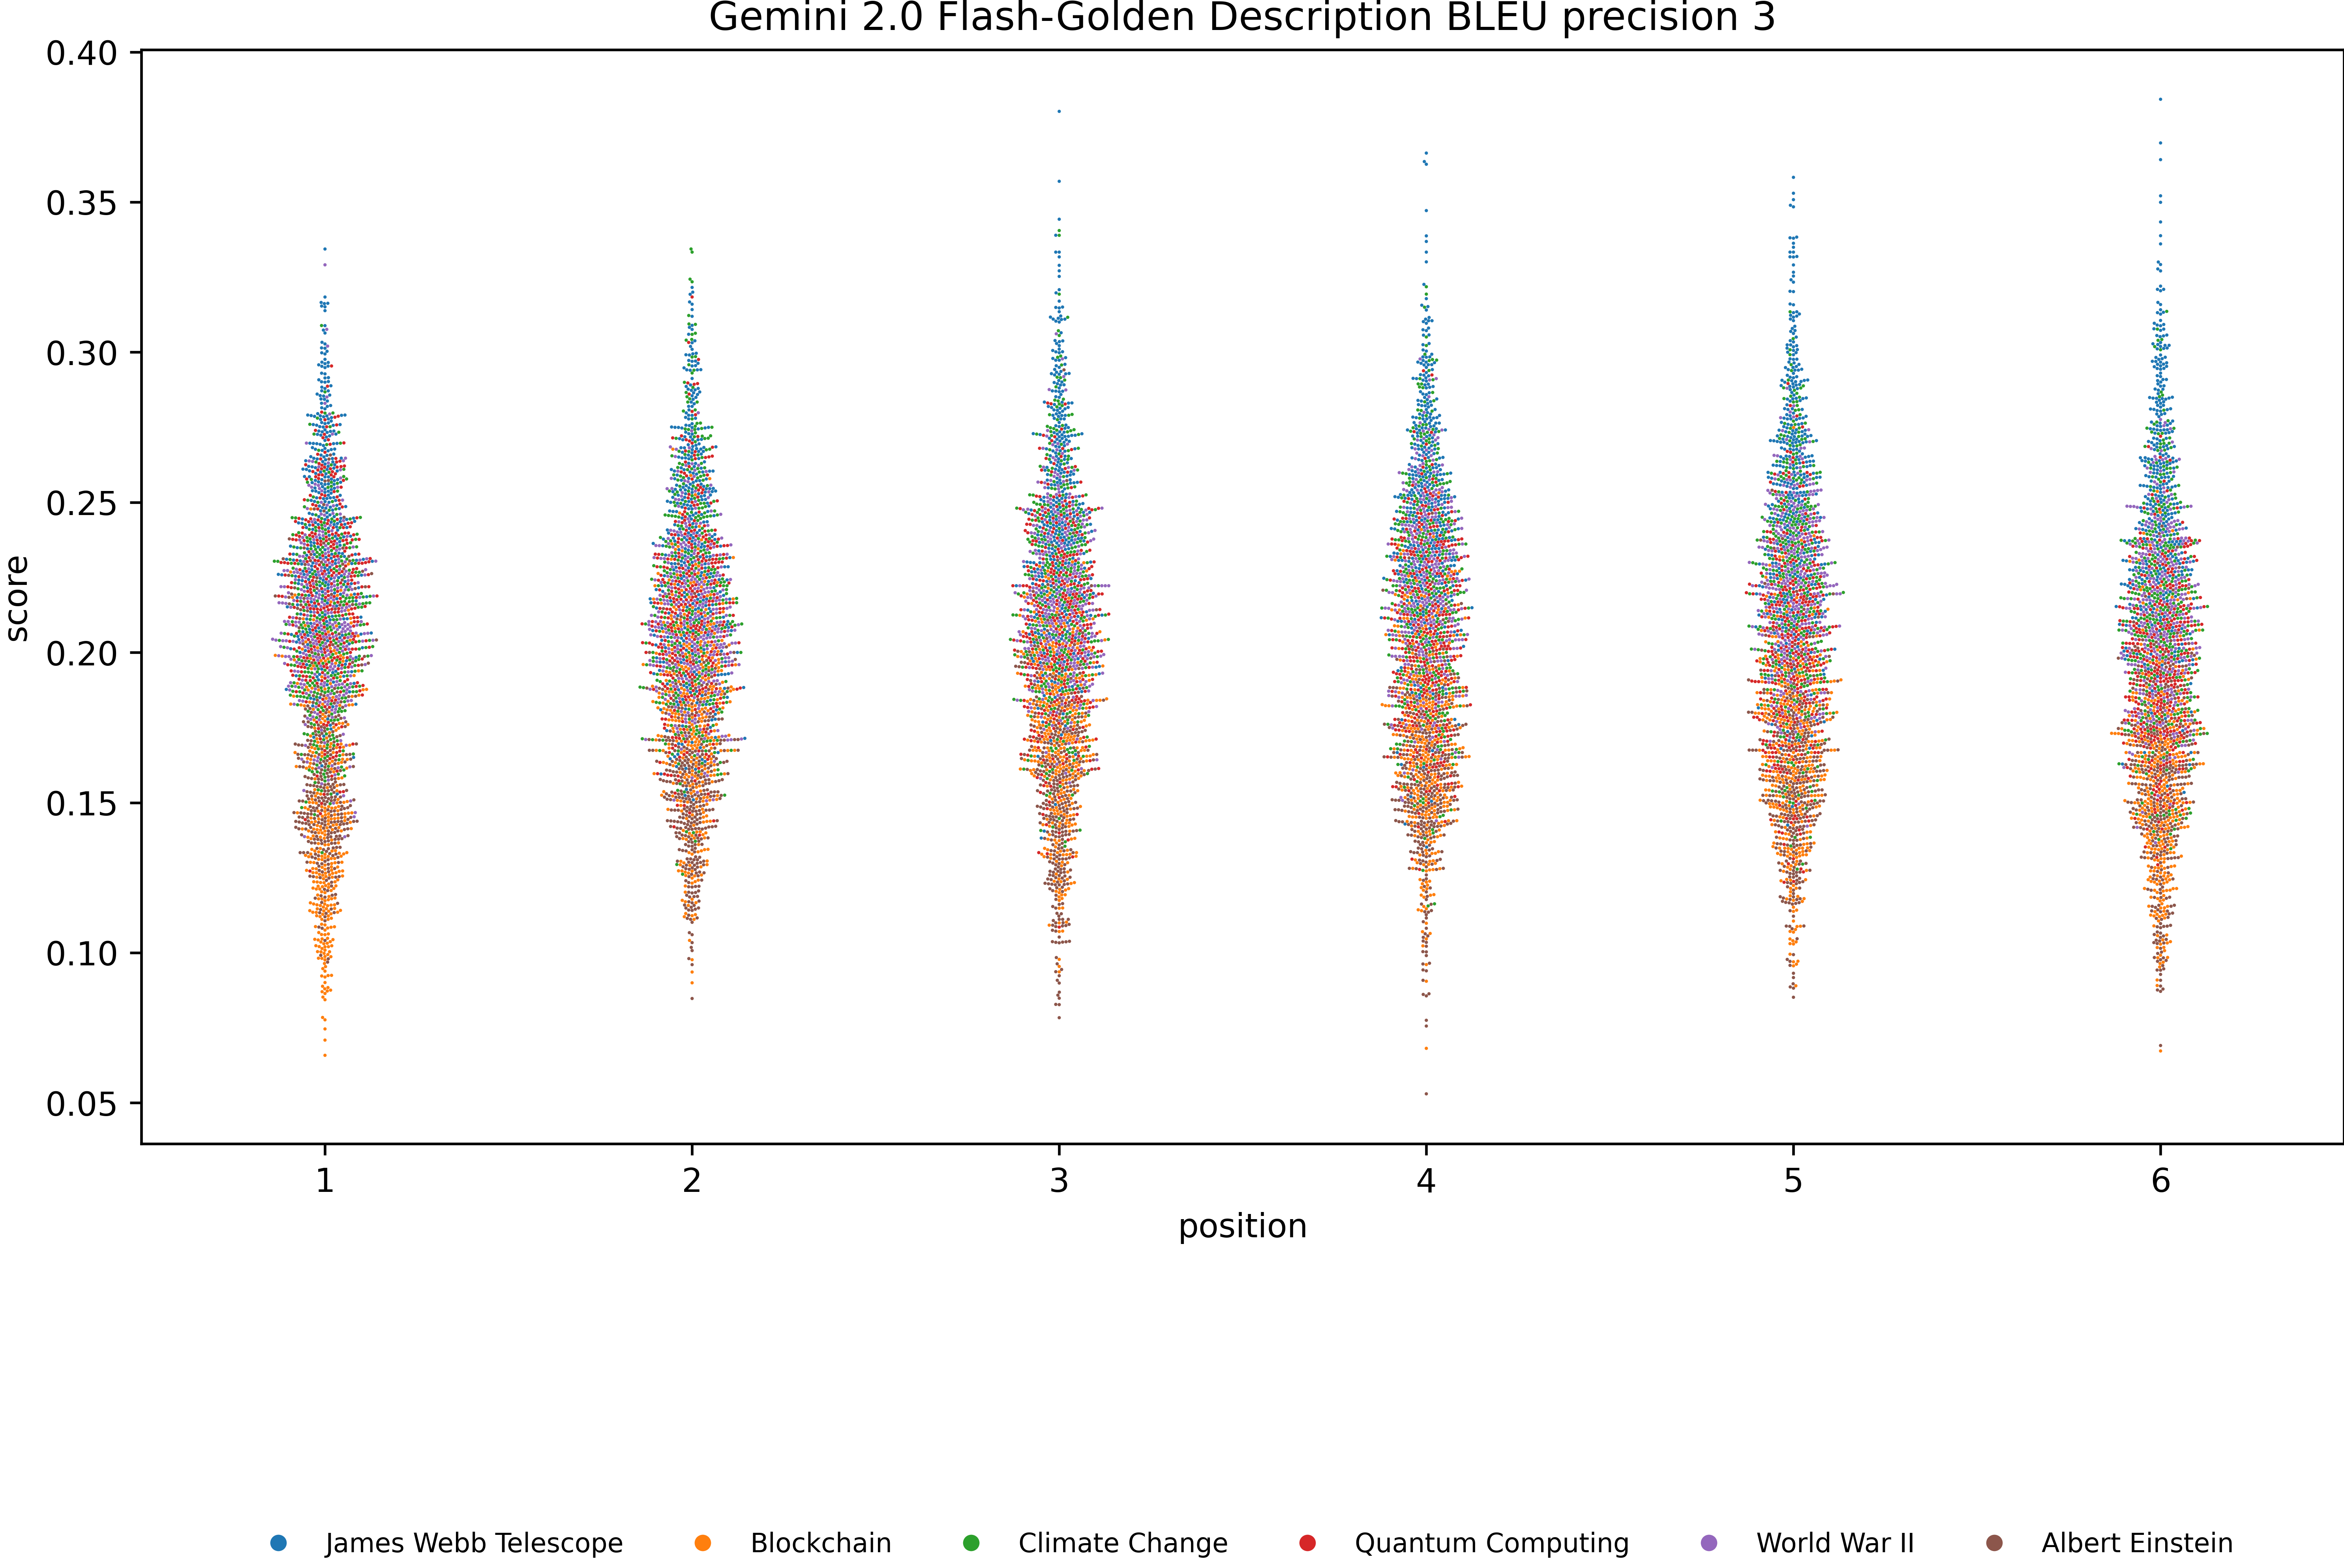 Gemini 2.0 Flash-Golden Description BLEU precision 3
0.40
0.35
0.30
0.25
0.20
0.15
0.10
0.05
score
1 2 3 4 5 6
position
James Webb Telescope Blockchain Climate Change Quantum Computing World War II Albert Einstein